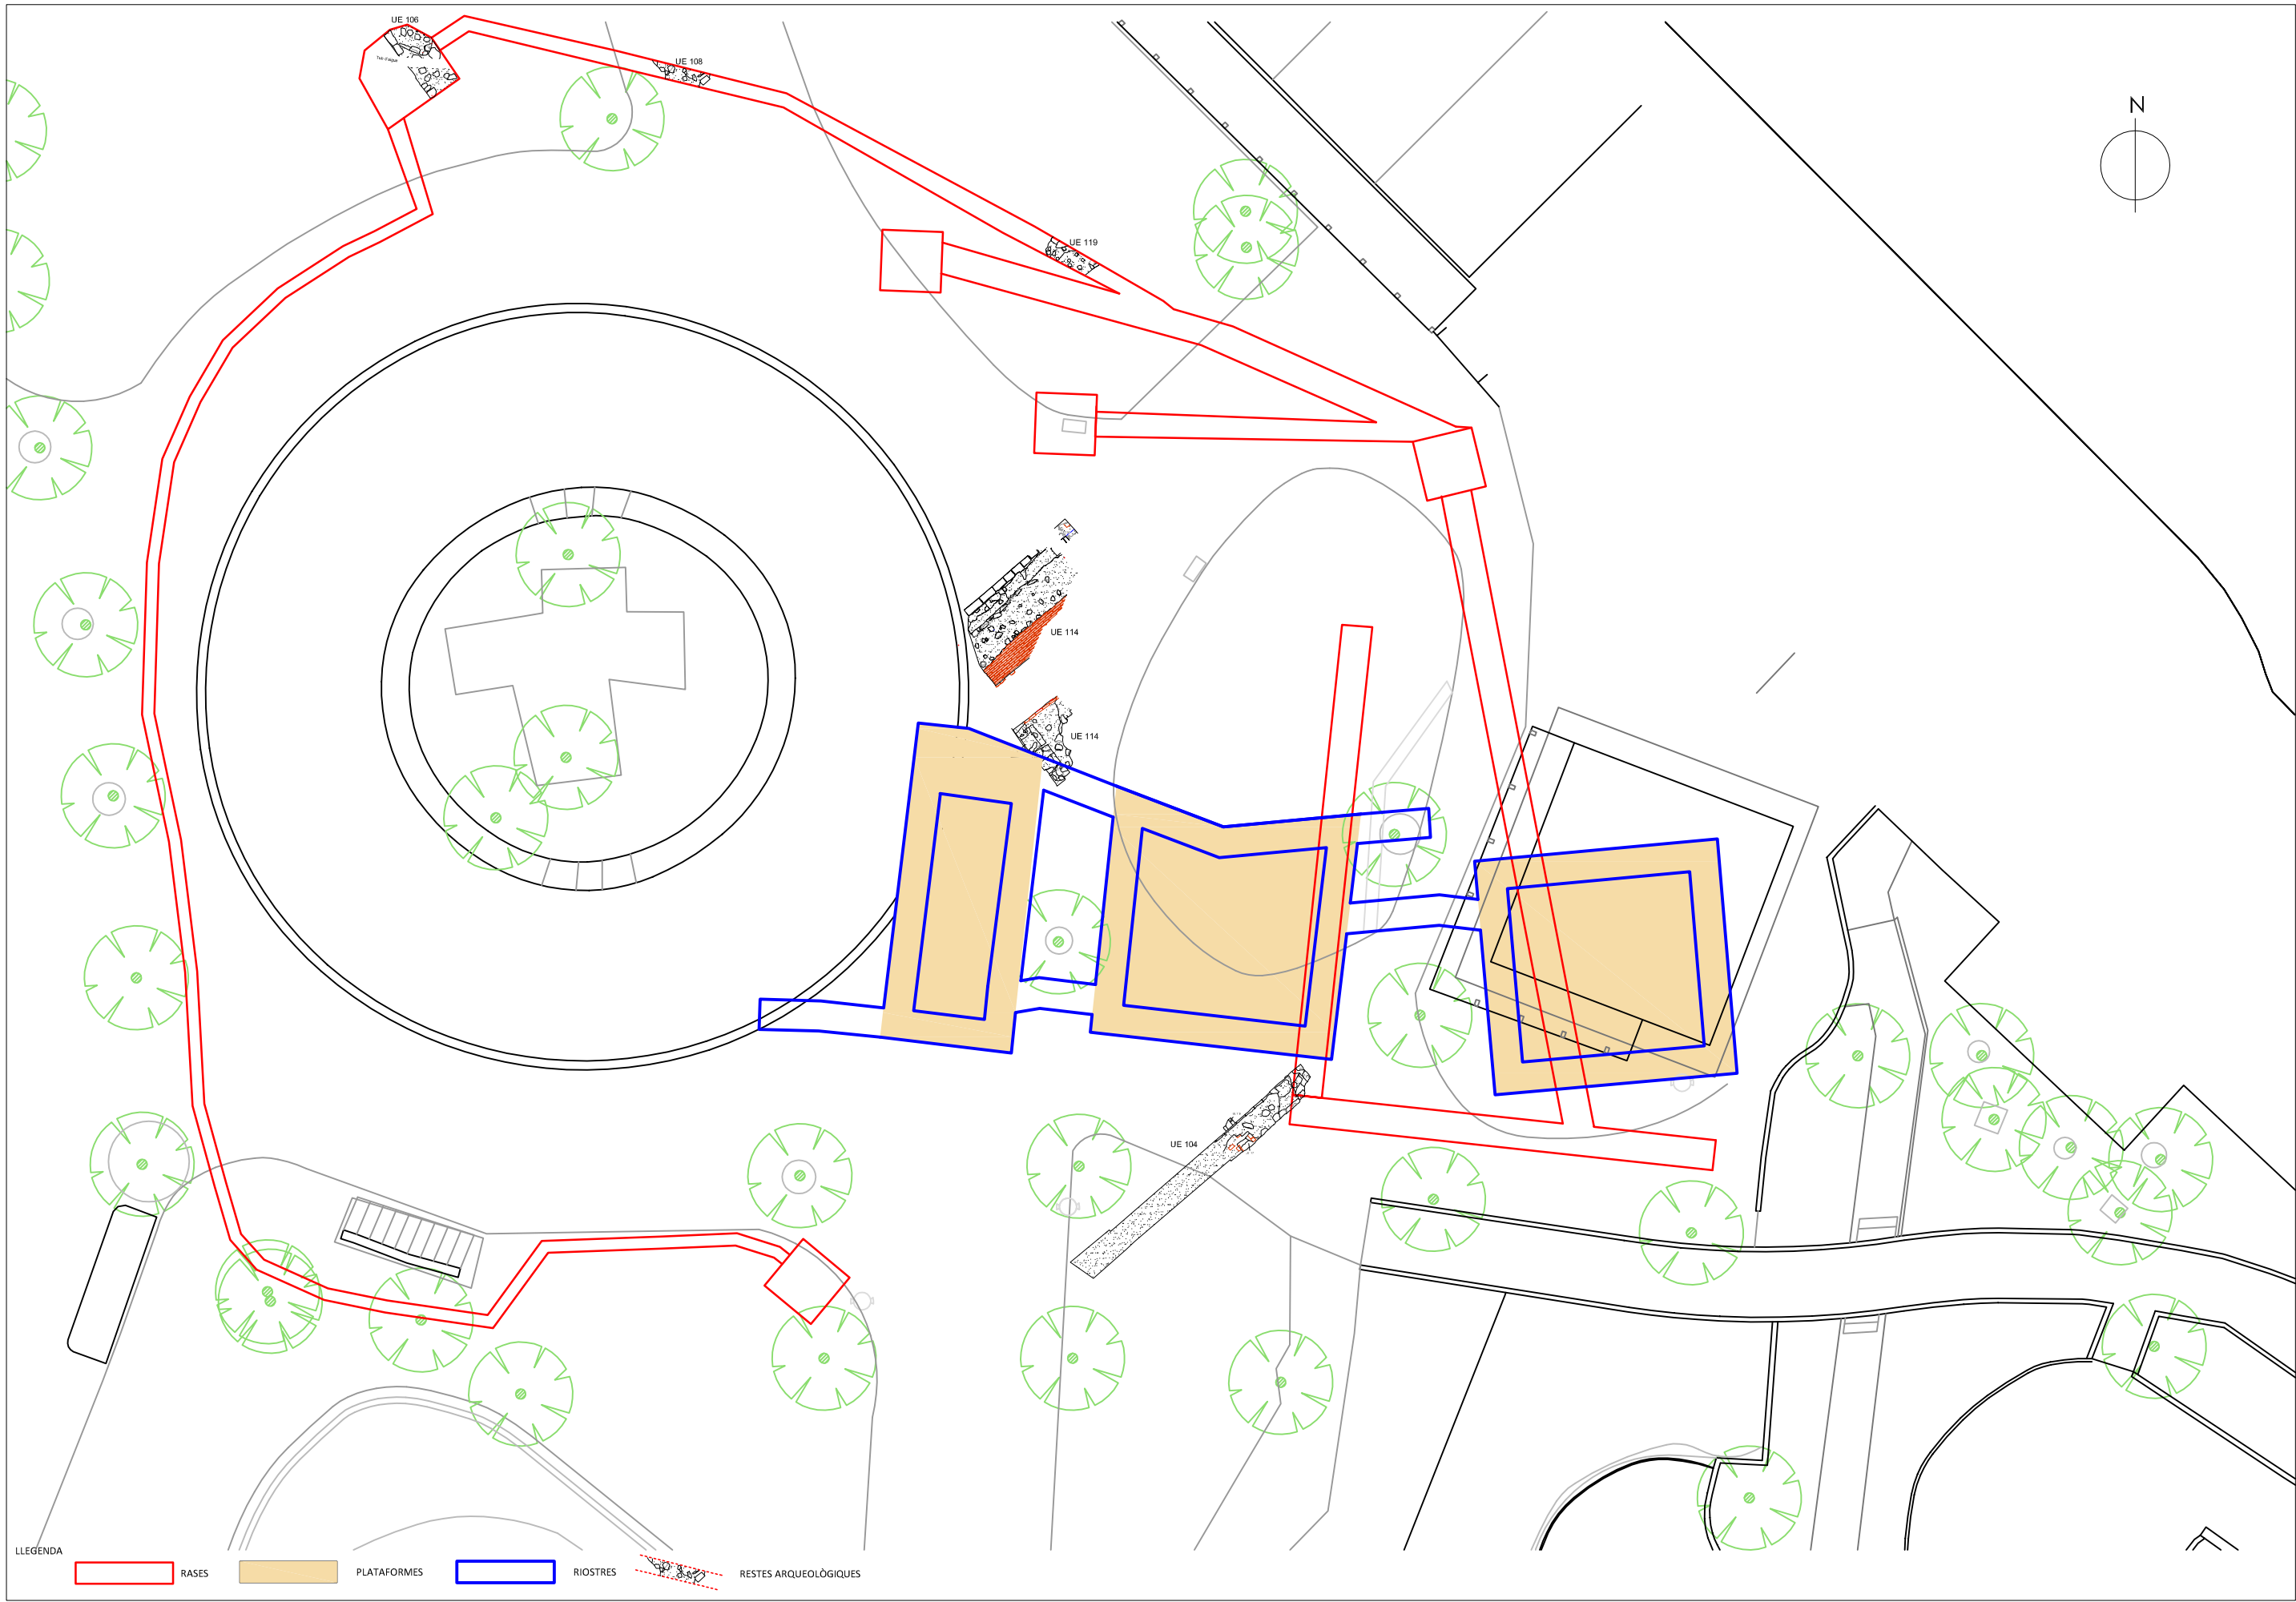 UE 106
UE 108
N
UE 119
UE 114
UE 114
UE 104
LLEGENDA
RASES
PLATAFORMES
RIOSTRES
RESTES ARQUEOLÒGIQUES